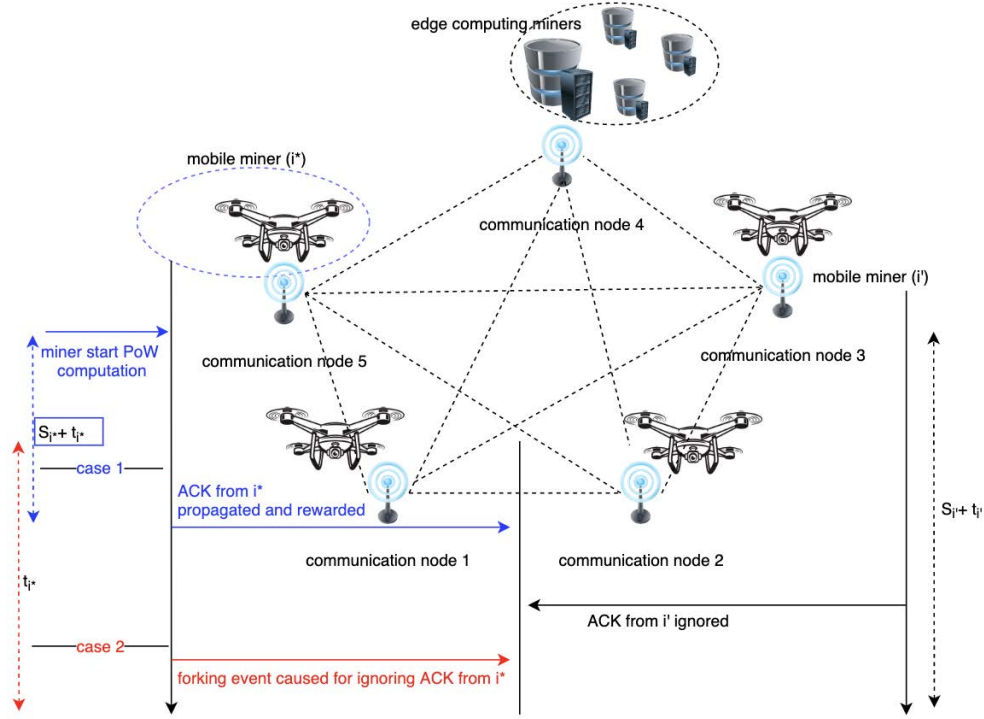 edge computing miners
mobile miner (i*)
communication node 4
mobile miner (i')
miner start PoW
computation
communication node 5
communication node 3
Si*+ ti*
case 1
ACK from i*
propagated and rewarded
Si'+ ti'
communication node 1
communication node 2
ti*
ACK from i' ignored
case 2
forking event caused for ignoring ACK from i*